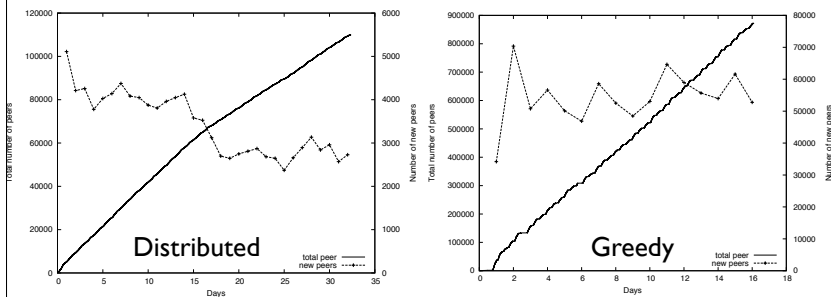 120000
100000
80000
60000
40000
20000
0
Total number of peers
6000
5000
4000
3000
2000
1000
0
Number of new peers
0 5 10 15 20 25 30 35
Days
Distributed
total peer
new peers
900000
800000
700000
600000
500000
400000
300000
200000
100000
0
Total number of peers
80000
70000
60000
50000
40000
30000
20000
10000
0
Number of new peers
0 2 4 6 8 10 12 14 16 18
Days
Greedy
total peer
new peers